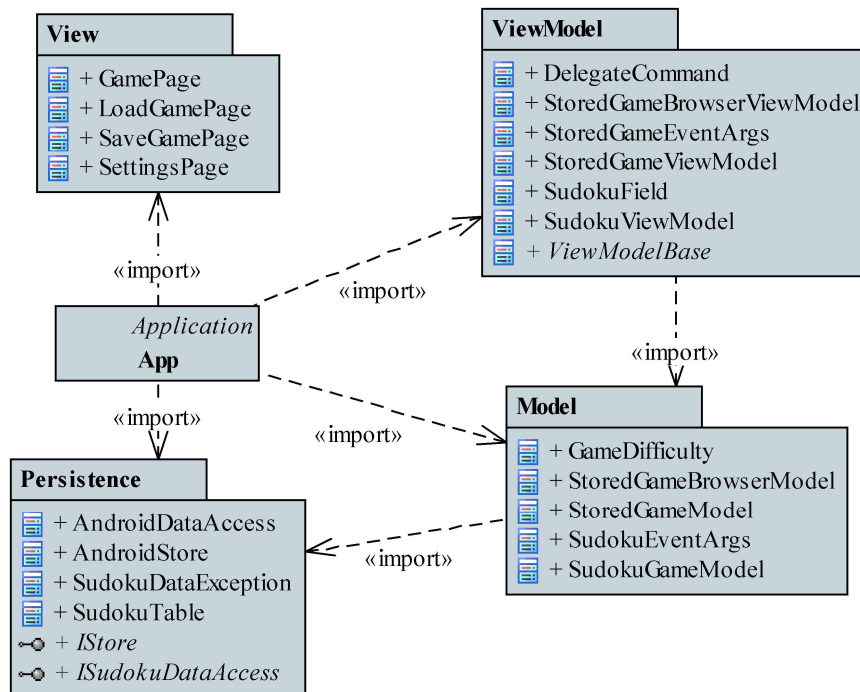 View
+ GamePage
+ LoadGamePage
+ SaveGamePage
+ SettingsPage
ViewModel
+ DelegateCommand
+ StoredGameBrowserViewModel
+ StoredGameEventArgs
+ StoredGameViewModel
+ SudokuField
+ SudokuViewModel
+ ViewModelBase
«import»
«import»
Application
App
«import»
«import»
«import»
Model
+ GameDifficulty
+ StoredGameBrowserModel
+ StoredGameModel
+ SudokuEventArgs
+ SudokuGameModel
Persistence
+ AndroidDataAccess
+ AndroidStore
+ SudokuDataException
+ SudokuTable
+ IStore
+ ISudokuDataAccess
«import»